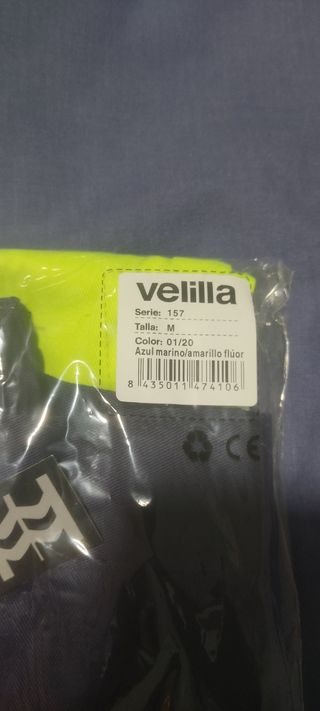 velilla
Serie: 157
Talla: M
Color: 01/20
Azul marino/amarillo flúor
8 435011 474106
CE